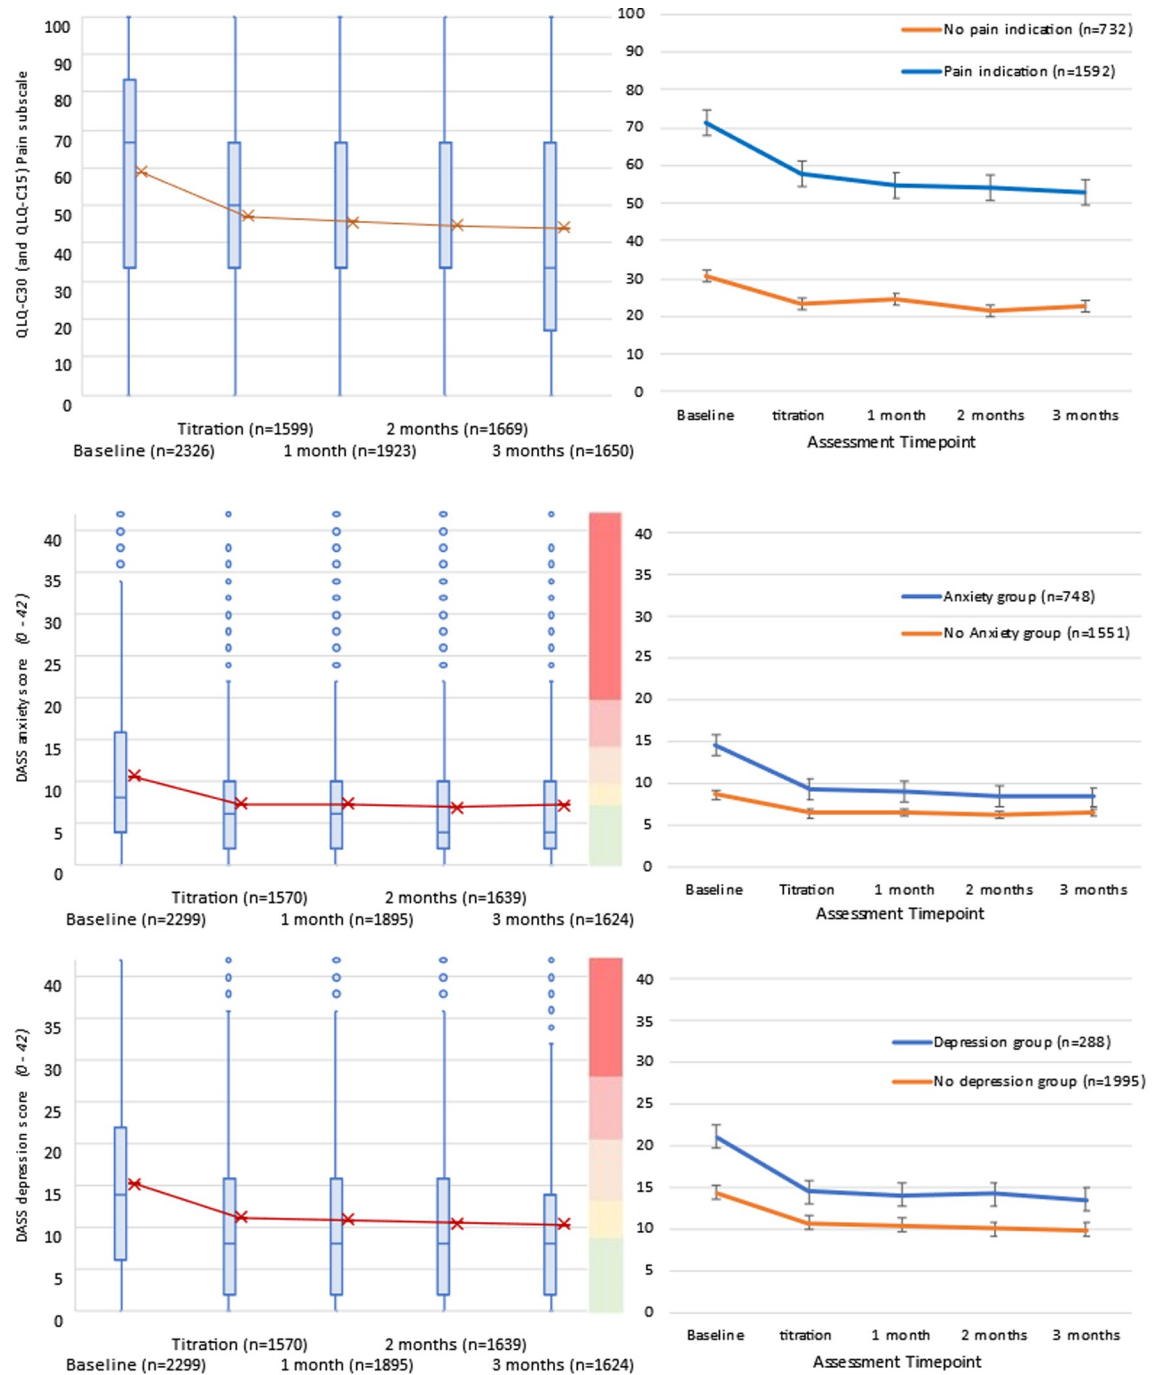 QLQ-C30 (and QLQ-C15) Pain subscale
100
90
80
70
60
50
40
30
20
10
0
Titration (n=1599)
2 months (n=1669)
Baseline (n=2326)
1 month (n=1923)
3 months (n=1650)
100
90
80
70
60
50
40
30
20
10
0
No pain indication (n=732)
Pain indication (n=1592)
Baseline
titration
1 month
2 months
3 months
Assessment Timepoint
DASS anxiety score (0 - 42)
40
35
30
25
20
15
10
5
0
Titration (n=1570)
2 months (n=1639)
Baseline (n=2299)
1 month (n=1895)
3 months (n=1624)
40
35
30
25
20
15
10
5
0
Anxiety group (n=748)
No Anxiety group (n=1551)
Baseline
Titration
1 month
2 months
3 months
Assessment Timepoint
DASS depression score (0 - 42)
40
35
30
25
20
15
10
5
0
Titration (n=1570)
2 months (n=1639)
Baseline (n=2299)
1 month (n=1895)
3 months (n=1624)
40
35
30
25
20
15
10
5
0
Depression group (n=288)
No depression group (n=1995)
Baseline
titration
1 month
2 months
3 months
Assessment Timepoint